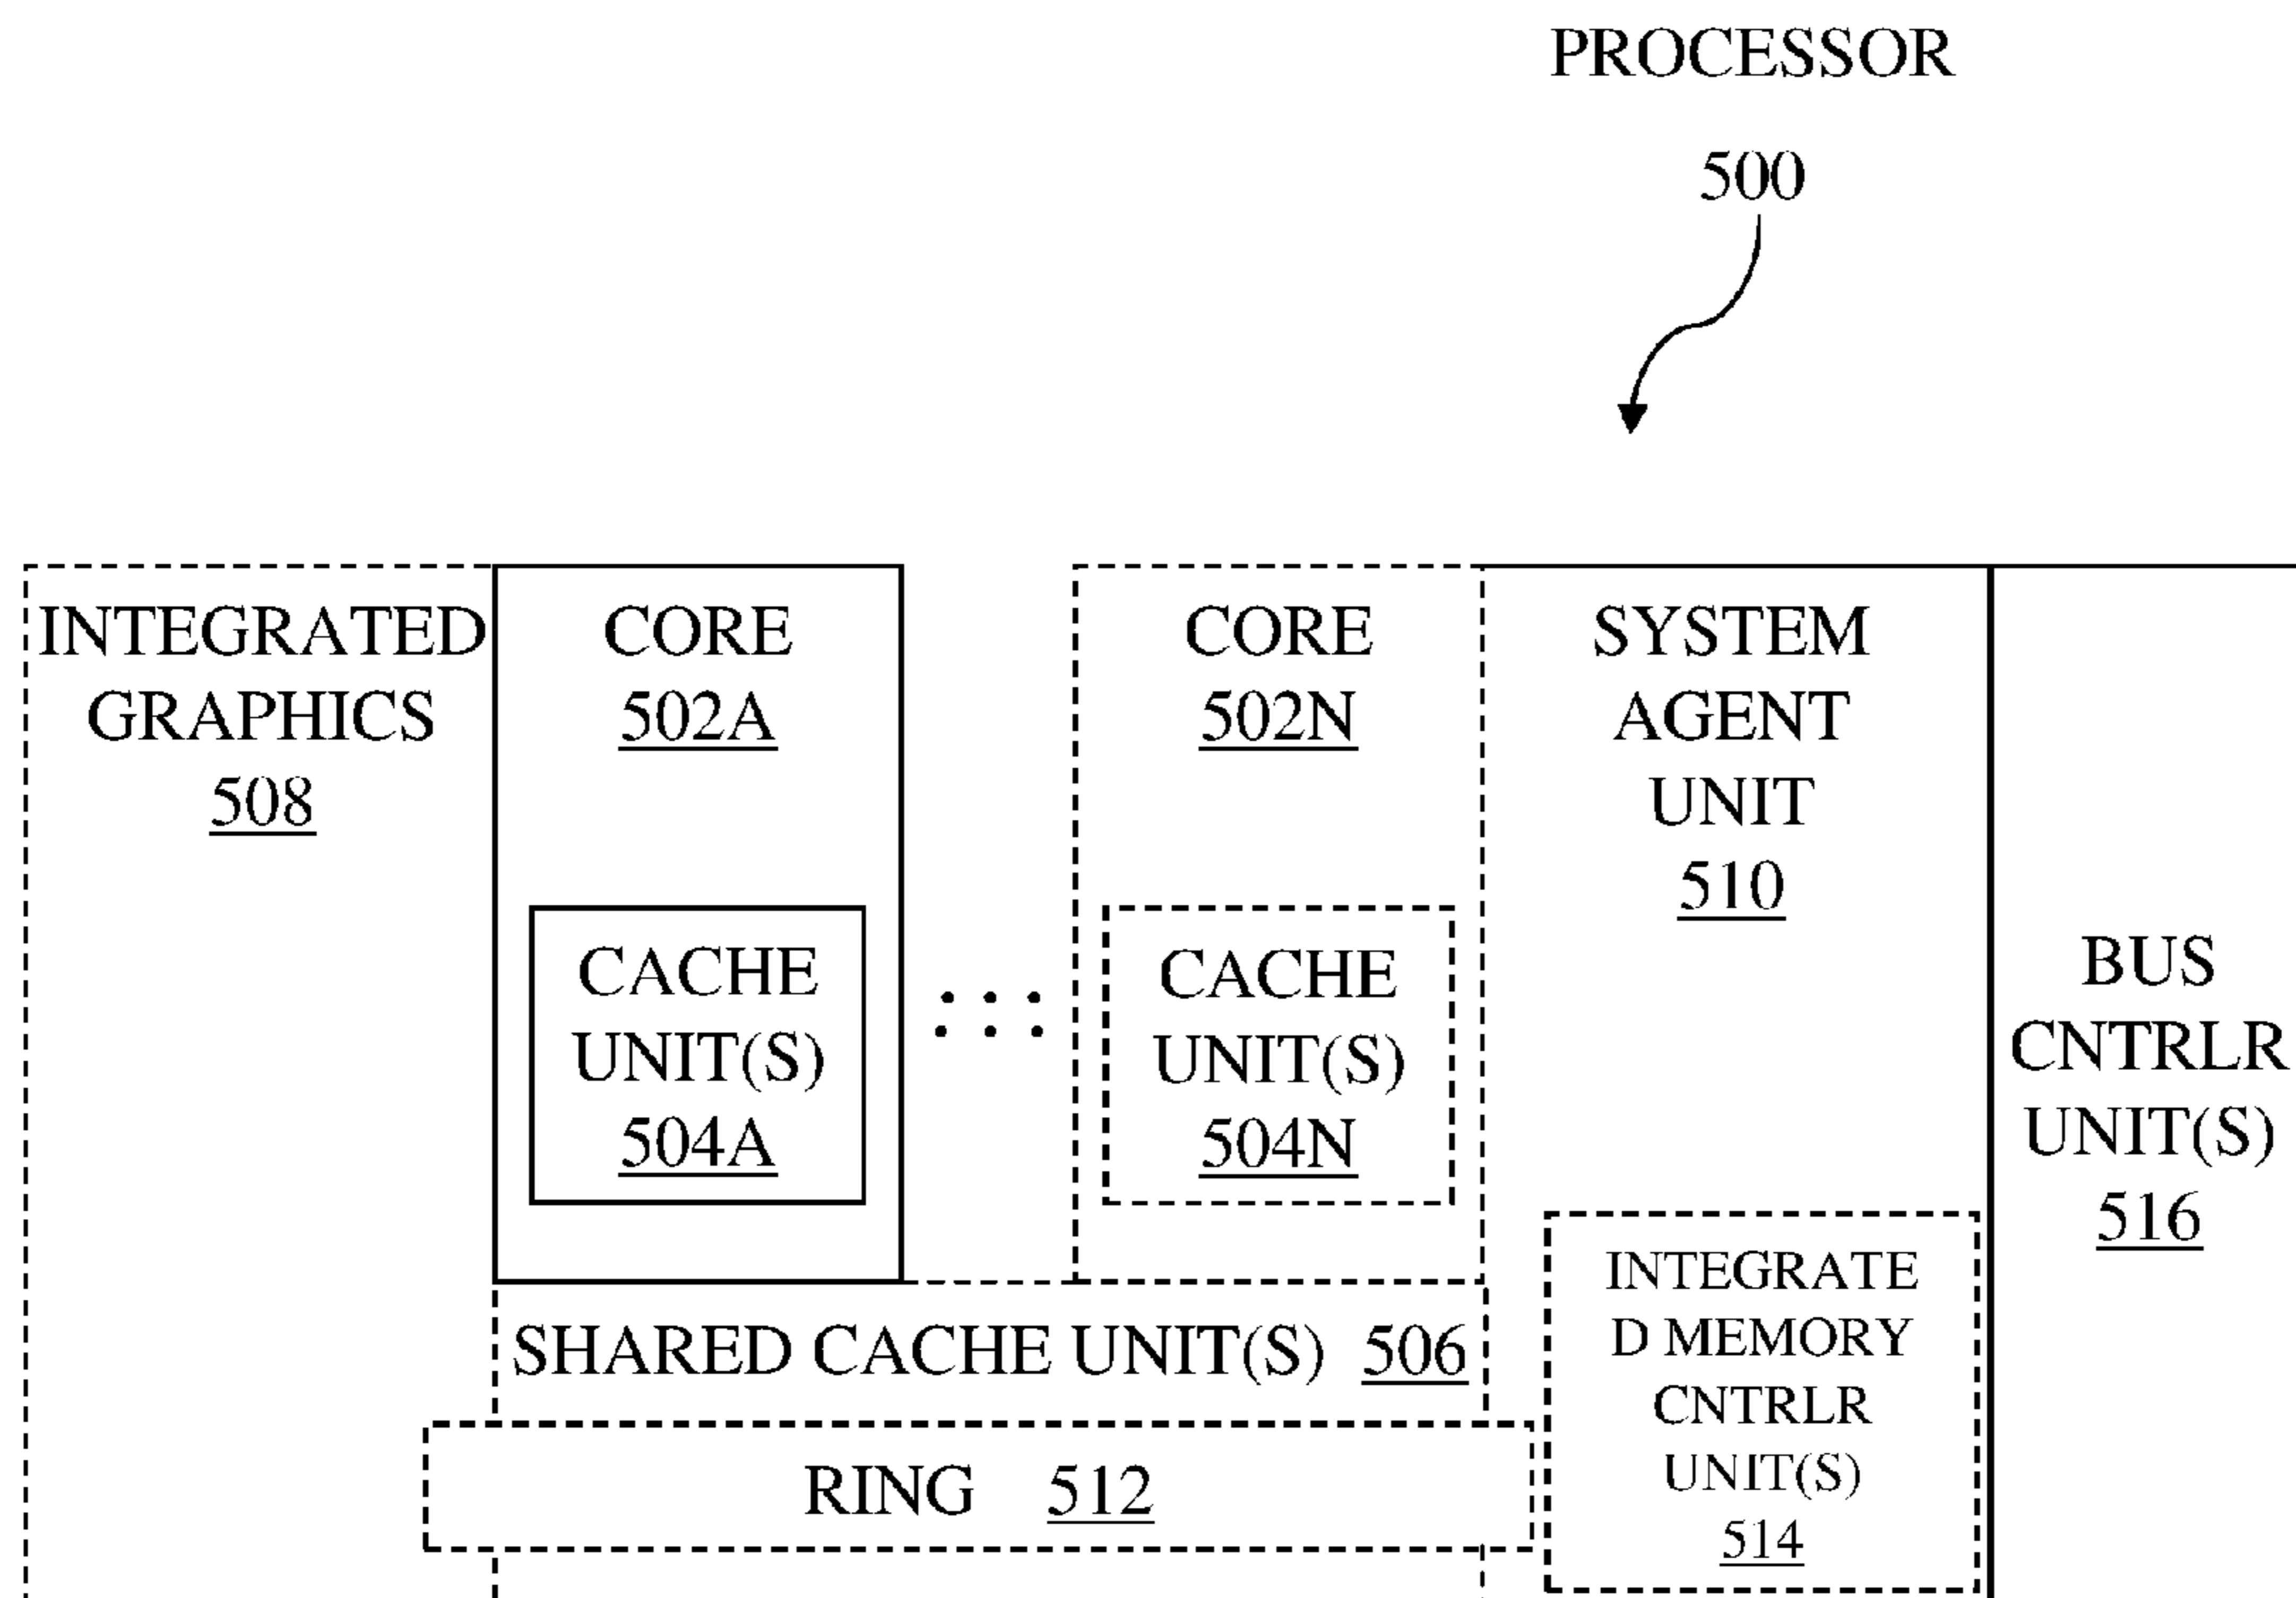 PROCESSOR
500
INTEGRATED
GRAPHICS
508
CORE
502A
CACHE
UNIT(S)
504A
CORE
502N
CACHE
UNIT(S)
504N
SYSTEM
AGENT
UNIT
510
BUS
CNTRLR
UNIT(S)
516
SHARED CACHE UNIT(S) 506
RING 512
INTEGRATE
D MEMORY
CNTRLR
UNIT(S)
514